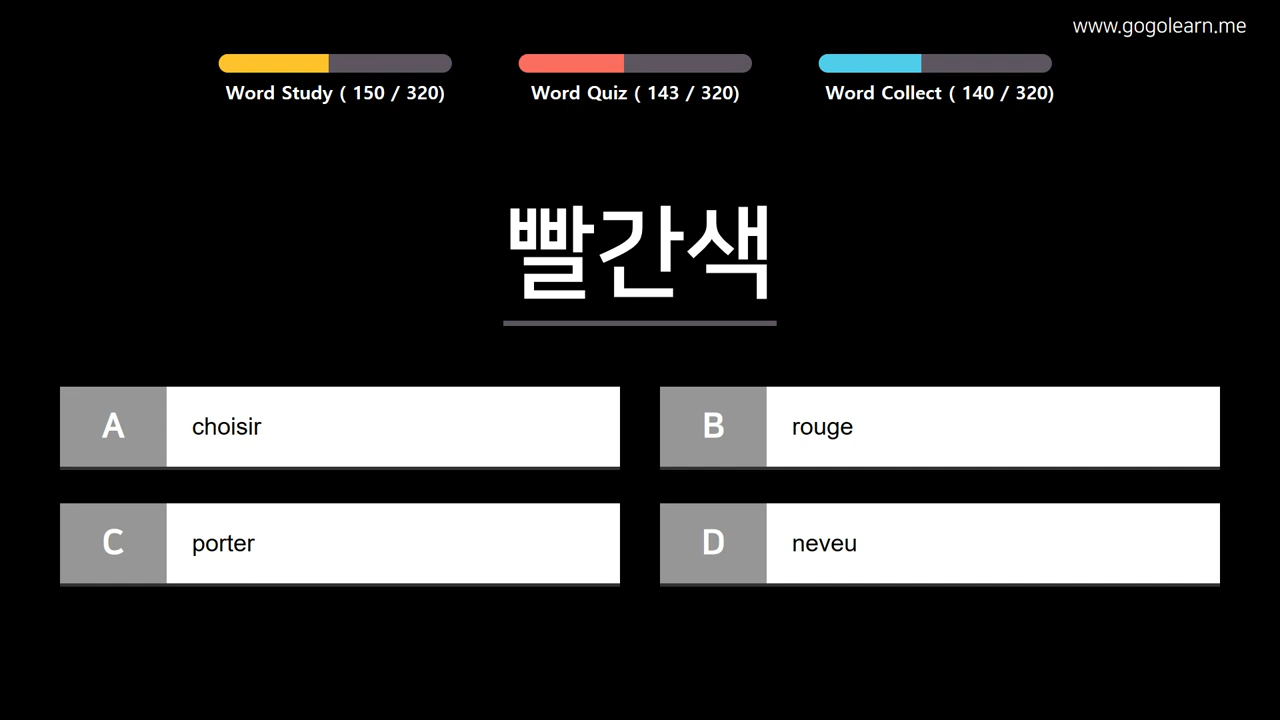 www.gogolearn.me
Word Study ( 150 / 320)
Word Quiz ( 143 / 320)
Word Collect ( 140 / 320)
빨간색
A choisir
B rouge
C porter
D neveu